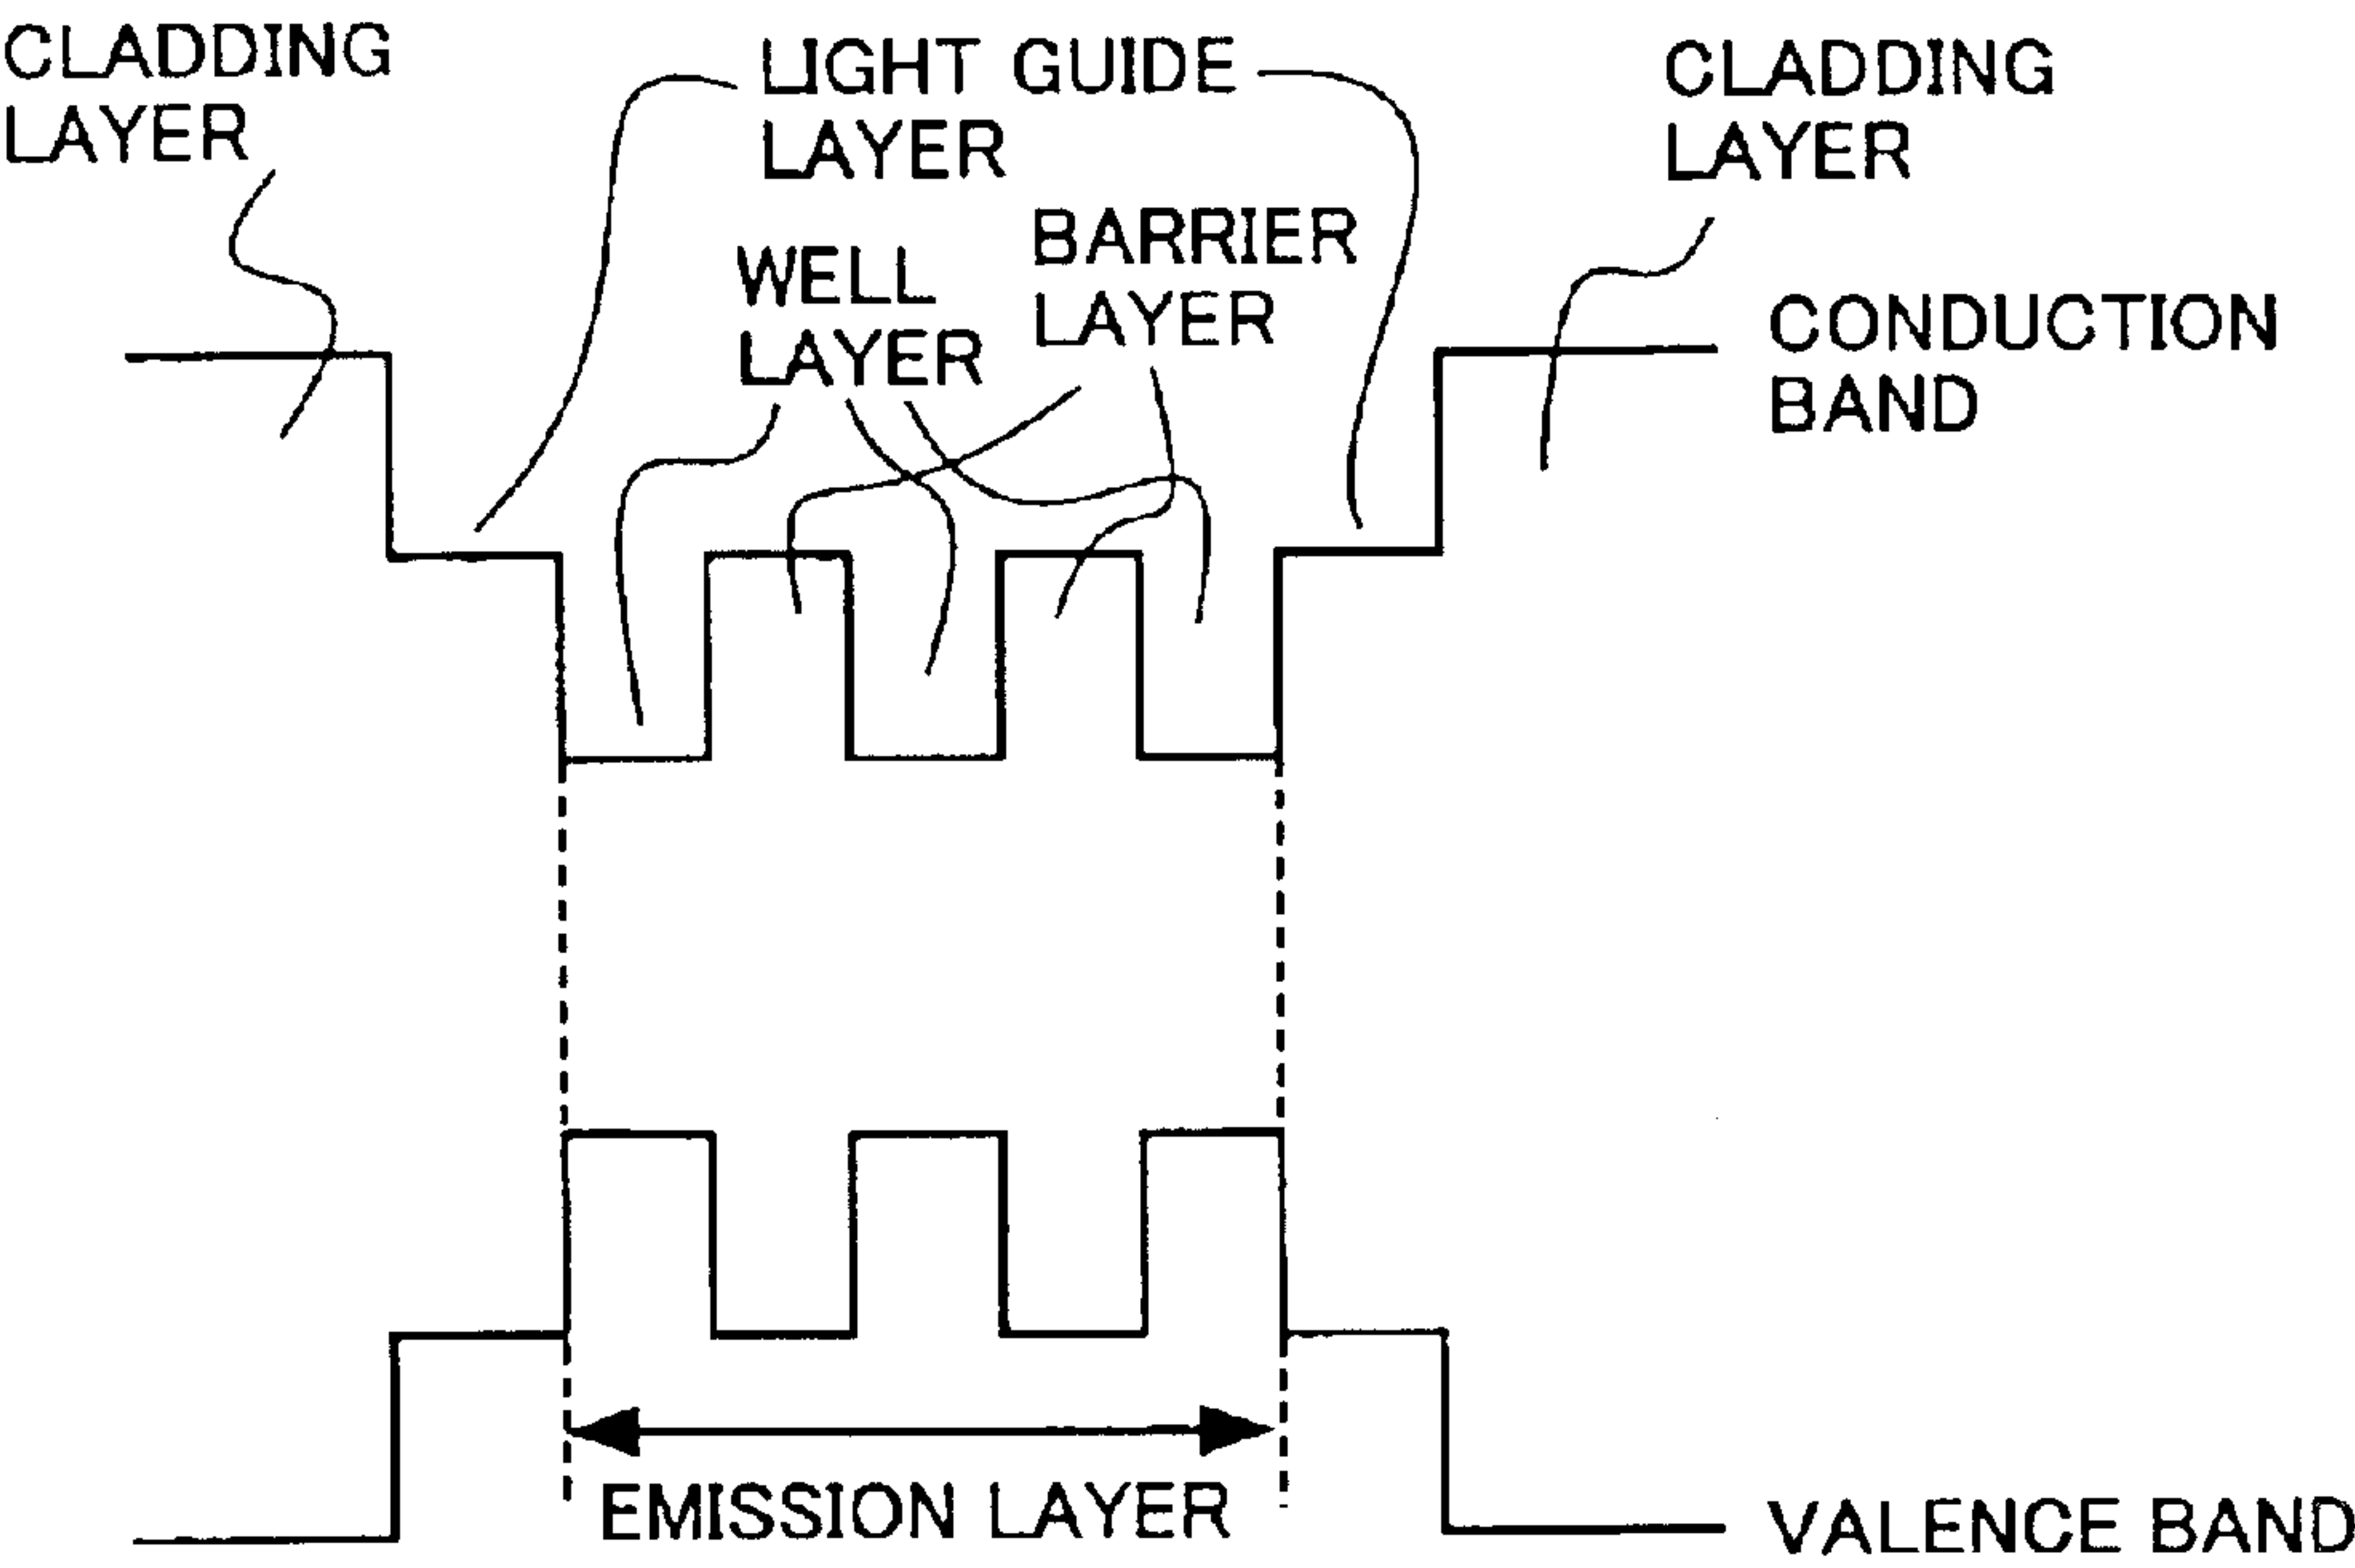 CLADDING
LAYER
LIGHT GUIDE
LAYER
CLADDING
LAYER
WELL
LAYER
BARRIER
LAYER
CONDUCTION
BAND
EMISSION LAYER
VALENCE BAND